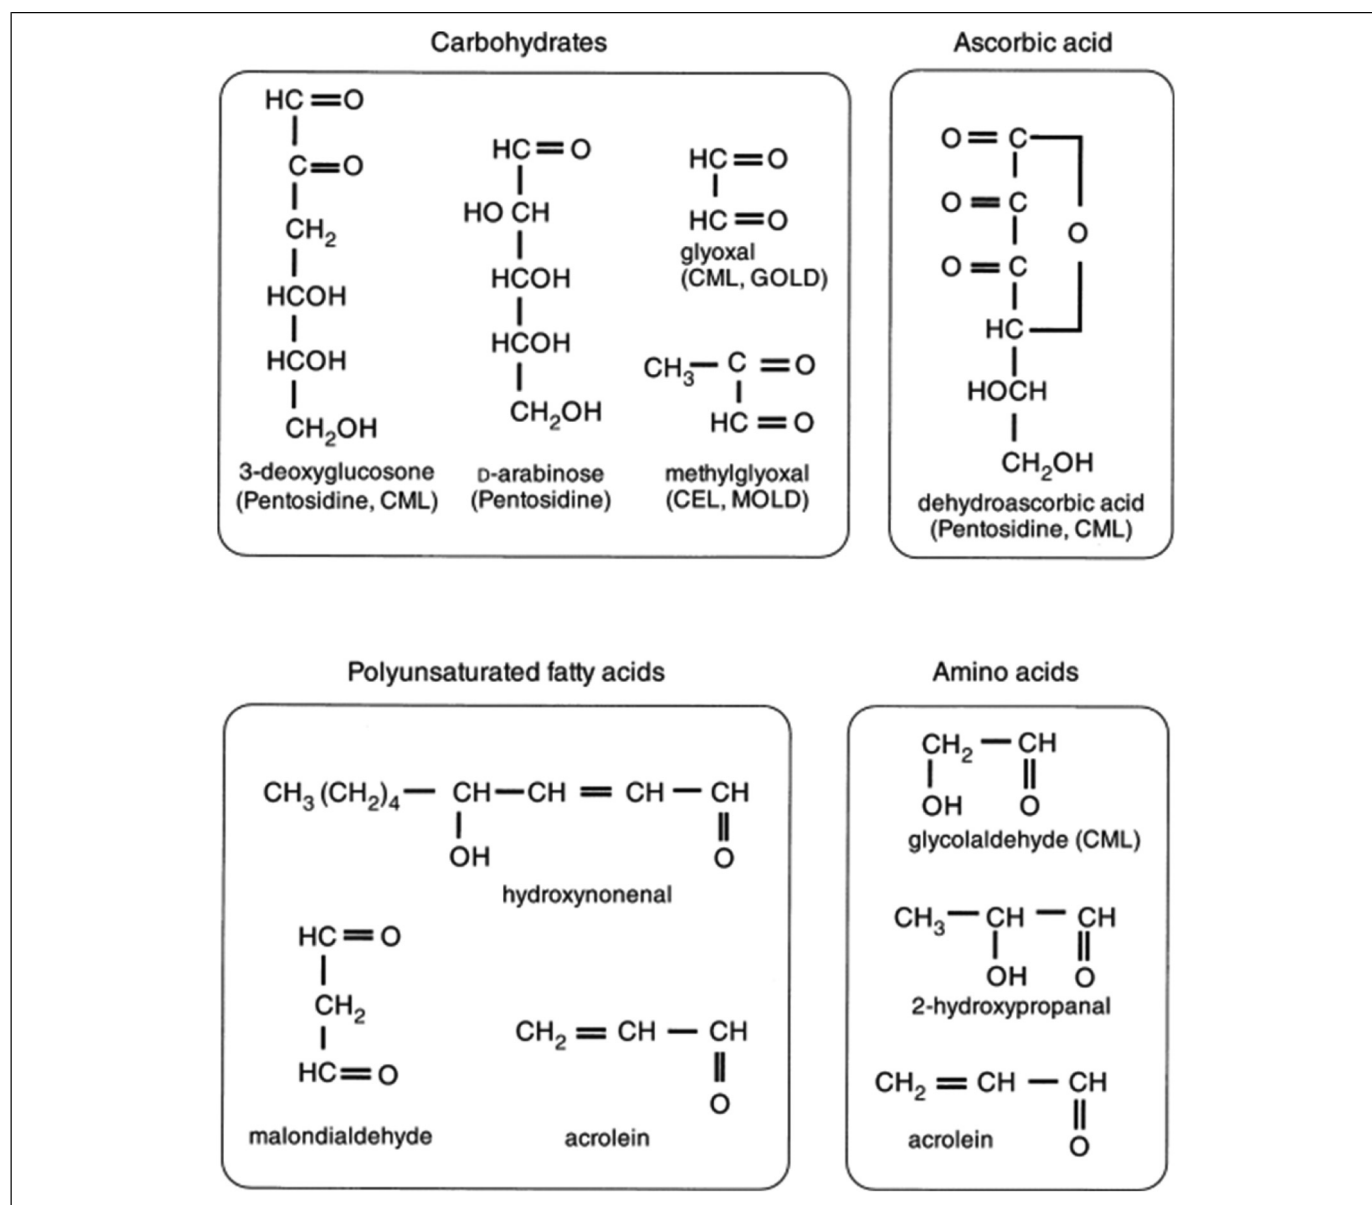 Carbohydrates
HC=O
C=O
CH2
HCOH
HCOH
CH2OH
3-deoxyglucosone
(Pentosidine, CML)
HC=O
HO CH
HCOH
HCOH
CH2OH
D-arabinose
(Pentosidine)
HC=O
HC=O
glyoxal
(CML, GOLD)
CH3— C =O
HC=O
methylglyoxal
(CEL, MOLD)
Ascorbic acid
O= C
O= C
O
O= C
HC
HOCH
CH2OH
dehydroascorbic acid
(Pentosidine, CML)
Polyunsaturated fatty acids
CH3(CH2)4— CH—CH = CH—CH
OH
O
hydroxynonenal
HC=O
CH2
HC=O
malondialdehyde
CH2=CH — CH
O
acrolein
Amino acids
CH2—CH
OH
O
glycolaldehyde (CML)
CH3—CH — CH
OH
O
2-hydroxypropanal
CH2=CH — CH
O
acrolein